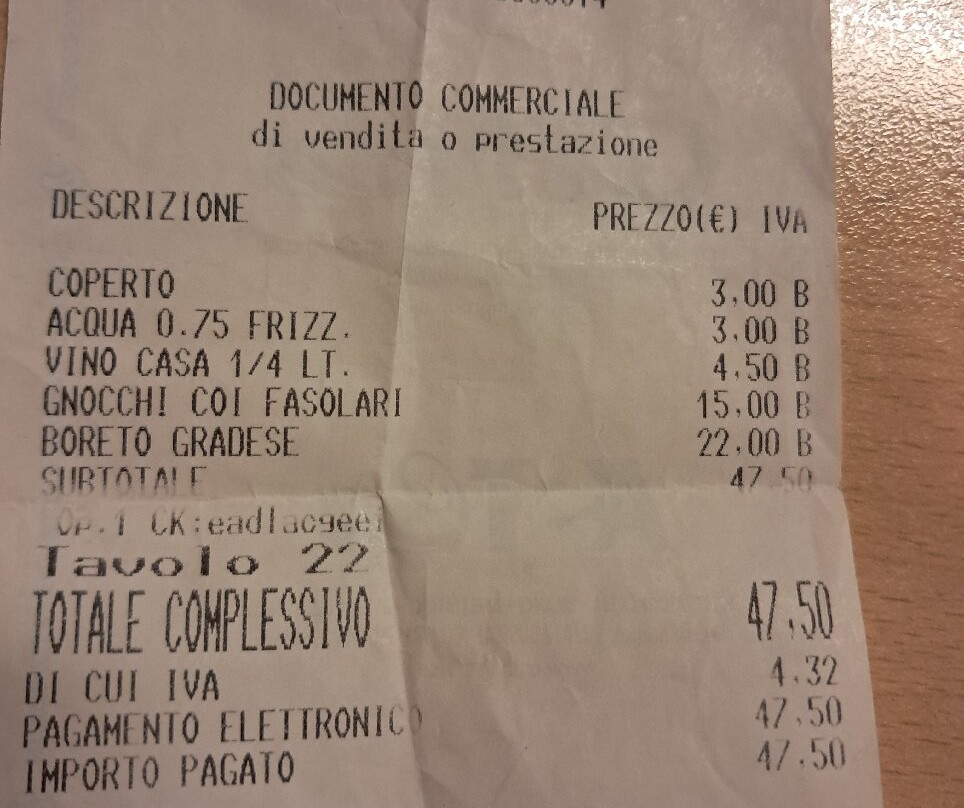 DOCUMENTO COMMERCIALE
di vendita o prestazione
DESCRIZIONE PREZZO(€) IVA
COPERTO 3,00 B
ACQUA 0.75 FRIZZ. 3,00 B
VINO CASA 1/4 LT. 4,50 B
GNOCCHI COI FASOLARI 15,00 B
BORETO GRADESE 22,00 B
SUBTOTALE 47,50
Op.1
Tavolo 22
TOTALE COMPLESSIVO 47,50
DI CUI IVA 4,32
PAGAMENTO ELETTRONICO 47,50
IMPORTO PAGATO 47,50